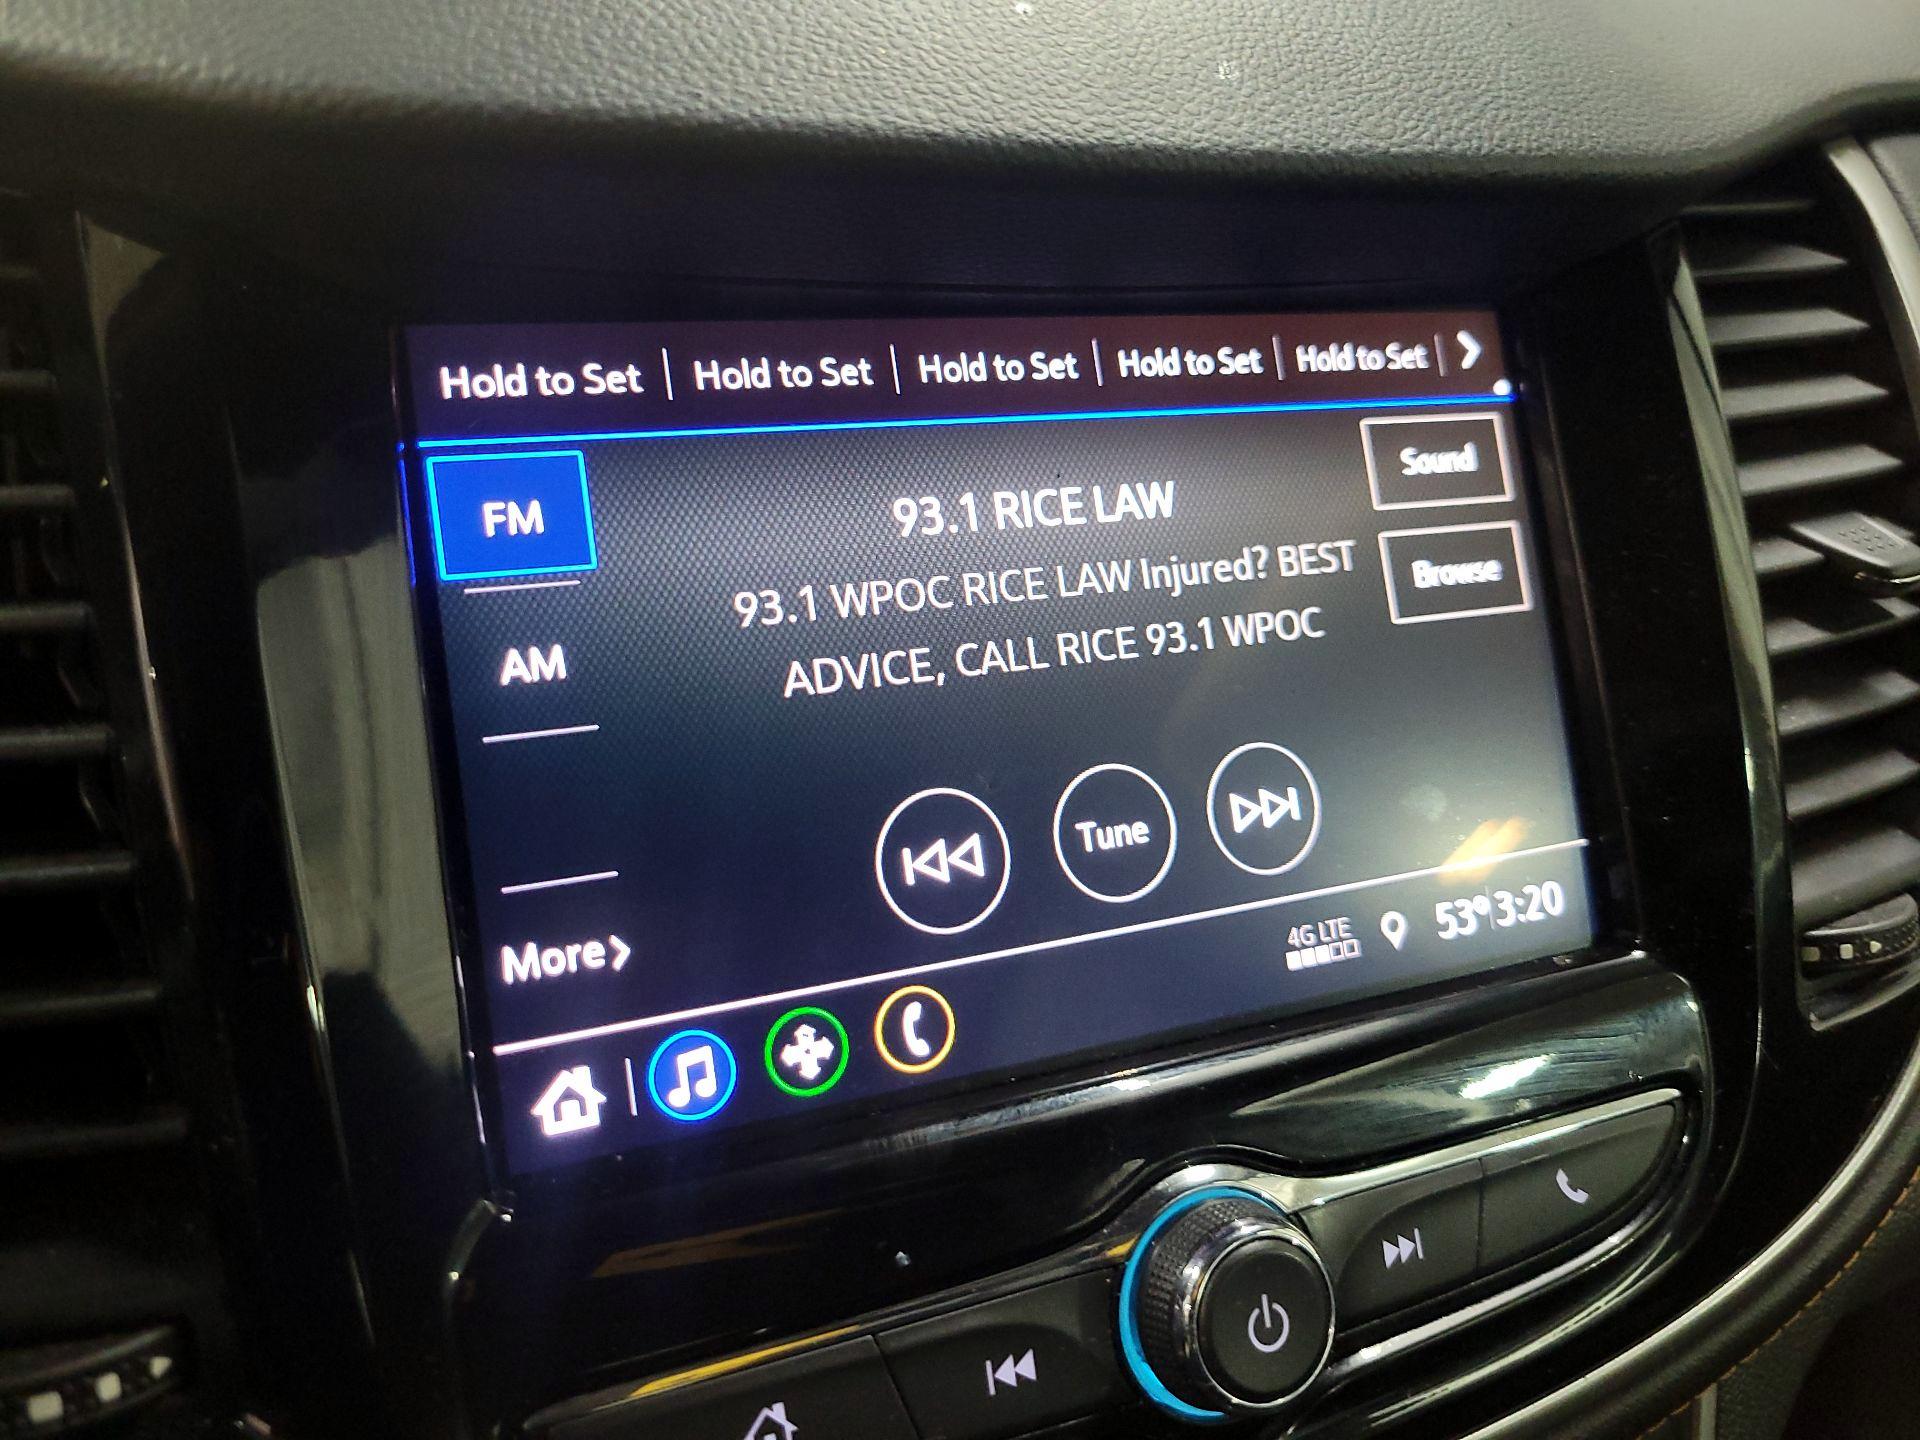 Hold to Set | Hold to Set | Hold to Set | Hold to Set | Hold to Set
FM
93.1 RICE LAW
Sound
93.1 WPOC RICE LAW Injured? BEST
ADVICE, CALL RICE 93.1 WPOC
Browse
AM
Tune
More
4G LTE
53° 3:20